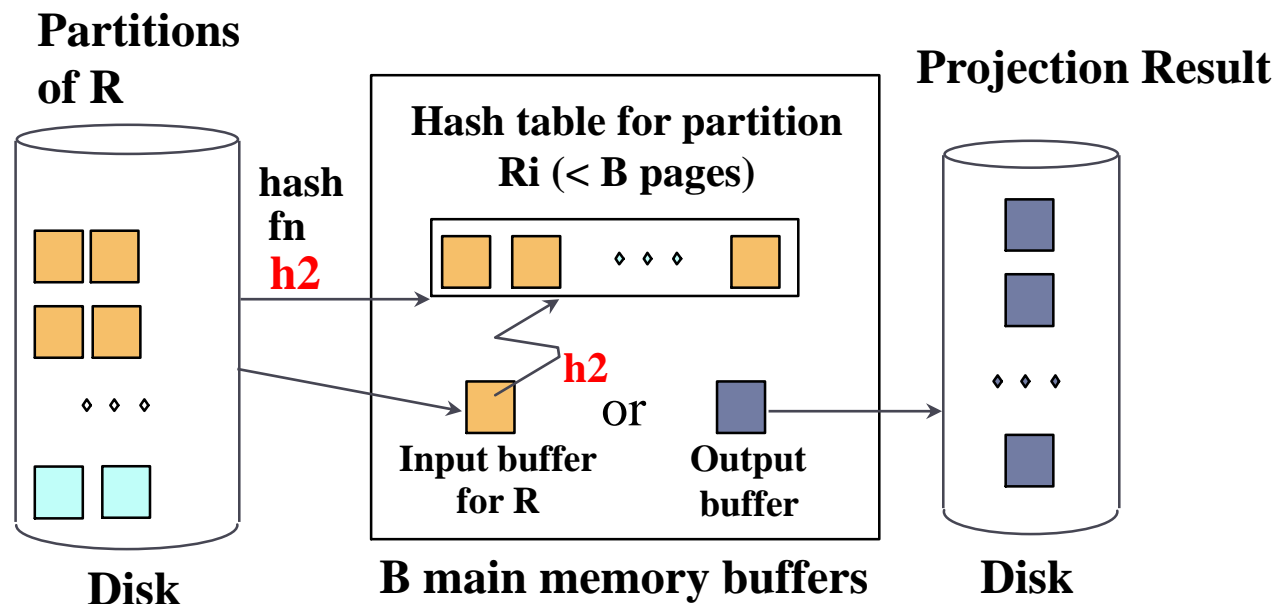 Partitions
of R
Projection Result
Hash table for partition
Ri (< B pages)
hash
fn
h2
h2
or
Input buffer
for R
Output
buffer
Disk
B main memory buffers
Disk